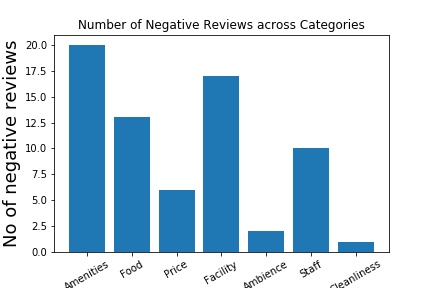 Number of Negative Reviews across Categories
No of negative reviews
20.0
17.5
15.0
12.5
10.0
7.5
5.0
2.5
0.0
Amenities
Food
Price
Facility
Ambience
Staff
Cleanliness